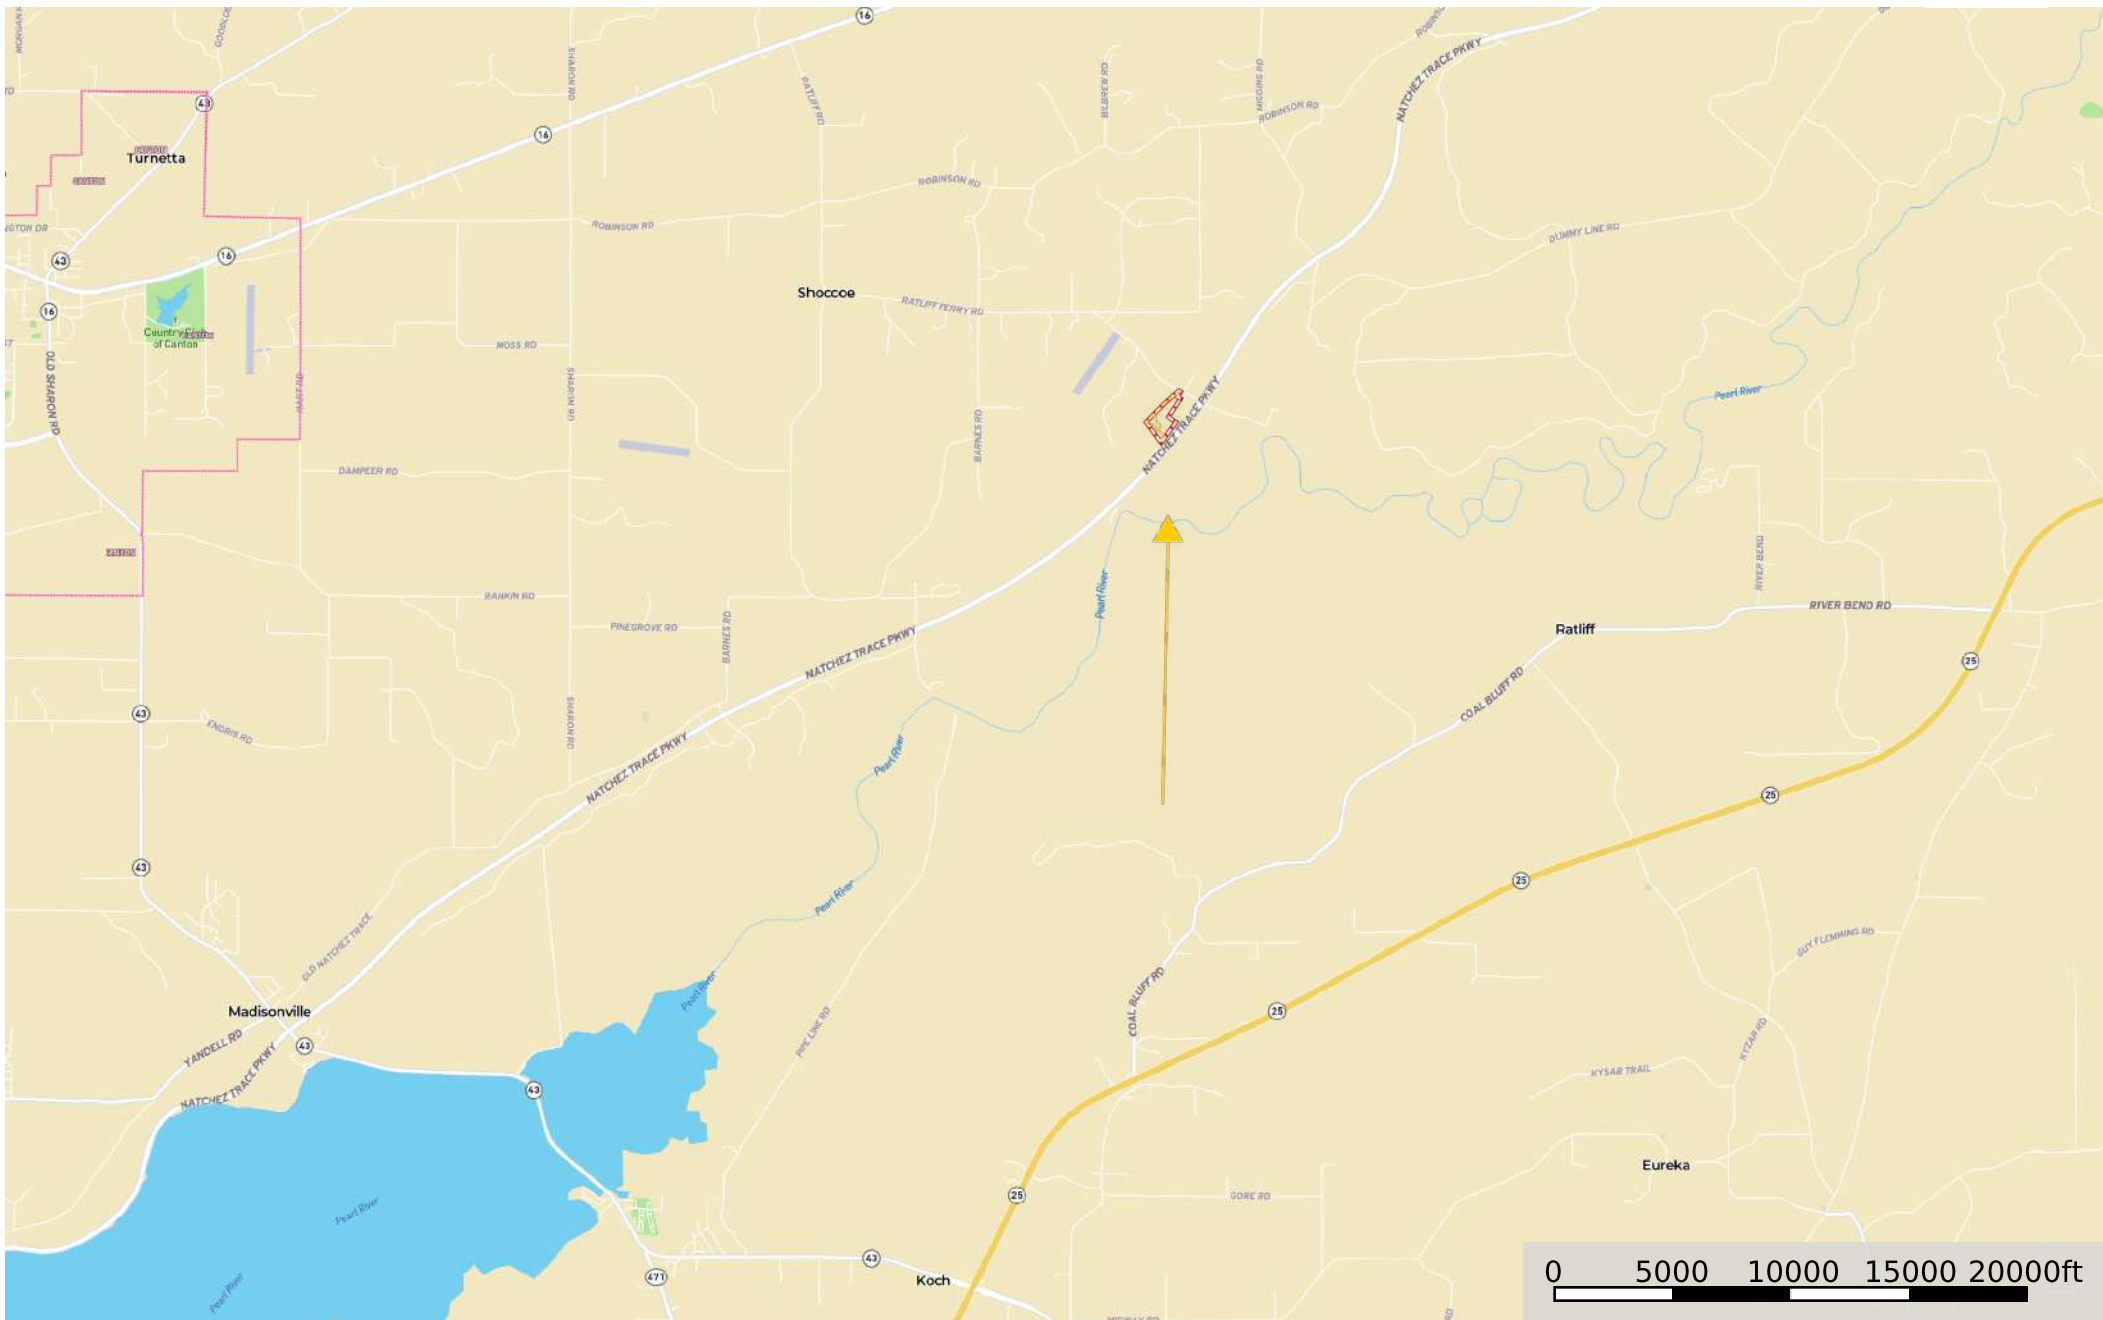 16
GOODLOE
SHARON RD
RATLIFF RD
BILBREW RD
MIGGINS RD
ROBINSON RD
NATCHEZ TRACE PKWY
43
16
CANTON
Turnetta
CANTON
ROBINSON RD
ROBINSON RD
DUMMY LINE RD
43
16
16
Shoccoe
RATLIFF FERRY RD
Country Club
of Canton
MOSS RD
OLD SHARON RD
HART RD
SHARON RD
BARNES RD
NATCHEZ TRACE PKWY
Pearl River
DAMPEER RD
RANKIN RD
PINEGROVE RD
BARNES RD
NATCHEZ TRACE PKWY
Pearl River
RIVER BEND
RIVER BEND RD
Ratliff
25
43
ENDRIS RD
SHARON RD
NATCHEZ TRACE PKWY
Pearl River
COAL BLUFF RD
25
43
25
OLD NATCHEZ TRACE
Pearl River
GUY FLEMMING RD
Madisonville
Pearl River
PIPE LINE RD
COAL BLUFF RD
25
YANDELL RD
43
NATCHEZ TRACE PKWY
43
KYZAR RD
KYSAR TRAIL
Eureka
Pearl River
25
GORE RD
43
471
Koch
Pearl River
0 5000 10000 15000 20000ft